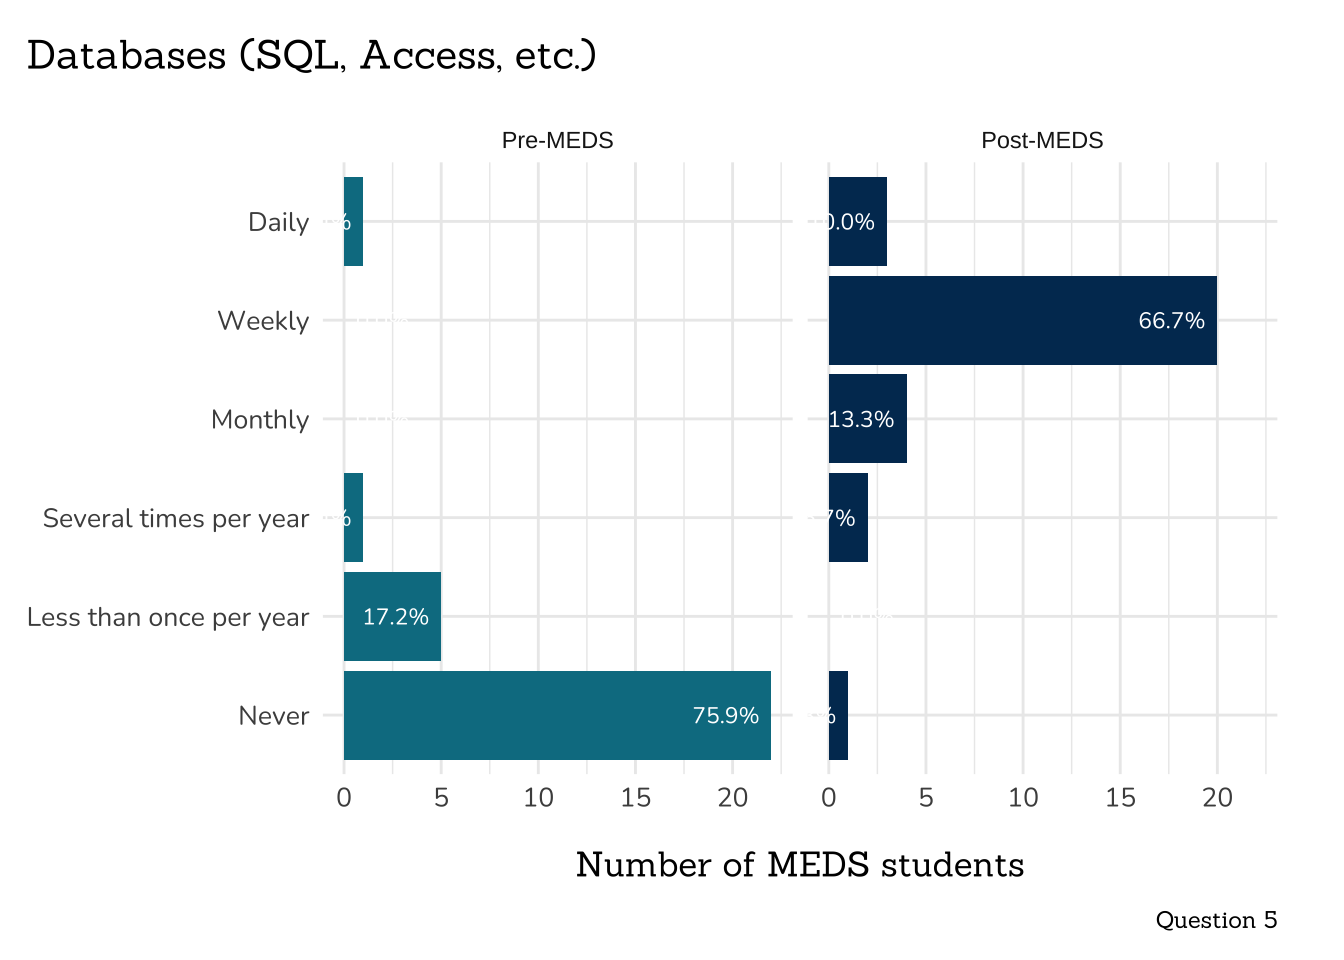 Databases (SQL, Access, etc.)
Pre-MEDS
Post-MEDS
Daily
Weekly
66.7%
Monthly
13.3%
Several times per year
Less than once per year
17.2%
Never
75.9%
0 5 10 15 20
0 5 10 15 20
Number of MEDS students
Question 5